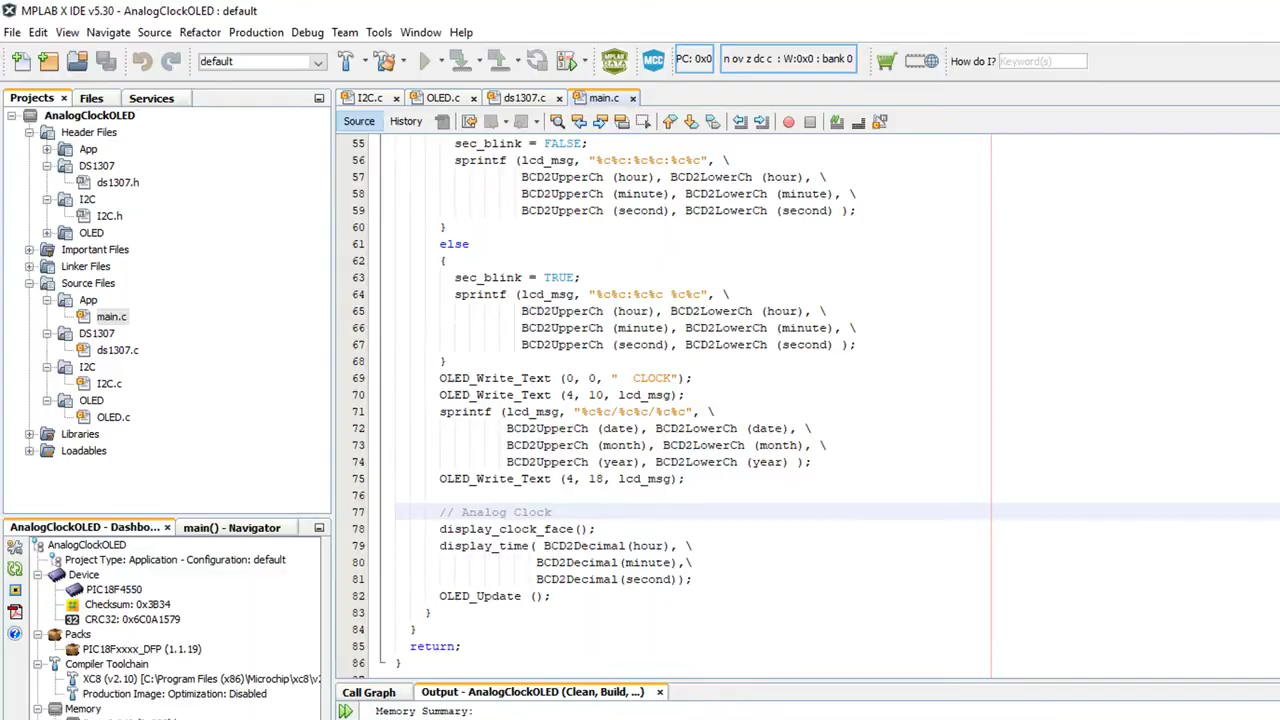 MPLAB X IDE v5.30 - AnalogClockOLED : default
File Edit View Navigate Source Refactor Production Debug Team Tools Window Help
default
PC: 0x0
n ov z dc c : W:0x0 : bank 0
How do I? Keyword(s)
Projects Files Services
I2C.c OLED.c ds1307.c main.c
Source History
AnalogClockOLED
Header Files
App
DS1307
ds1307.h
I2C
I2C.h
OLED
Important Files
Linker Files
Source Files
App
main.c
DS1307
ds1307.c
I2C
I2C.c
OLED
OLED.c
Libraries
Loadables
AnalogClockOLED - Dashbo... main() - Navigator
AnalogClockOLED
Project Type: Application - Configuration: default
Device
PIC18F4550
Checksum: 0x3B34
CRC32: 0x6C0A1579
Packs
PIC18Fxxxx_DFP (1.1.19)
Compiler Toolchain
XC8 (v2.10) [C:\Program Files (x86)\Microchip\xc8\v
Production Image: Optimization: Disabled
Memory
55 sec_blink = FALSE;
56 sprintf (lcd_msg, "%c%c:%c%c:%c%c", \
57 BCD2UpperCh (hour), BCD2LowerCh (hour), \
58 BCD2UpperCh (minute), BCD2LowerCh (minute), \
59 BCD2UpperCh (second), BCD2LowerCh (second) );
60 }
61 else
62 {
63 sec_blink = TRUE;
64 sprintf (lcd_msg, "%c%c:%c%c %c%c", \
65 BCD2UpperCh (hour), BCD2LowerCh (hour), \
66 BCD2UpperCh (minute), BCD2LowerCh (minute), \
67 BCD2UpperCh (second), BCD2LowerCh (second) );
68 }
69 OLED_Write_Text (0, 0, "  CLOCK");
70 OLED_Write_Text (4, 10, lcd_msg);
71 sprintf (lcd_msg, "%c%c/%c%c/%c%c", \
72 BCD2UpperCh (date), BCD2LowerCh (date), \
73 BCD2UpperCh (month), BCD2LowerCh (month), \
74 BCD2UpperCh (year), BCD2LowerCh (year) );
75 OLED_Write_Text (4, 18, lcd_msg);
76
77 // Analog Clock
78 display_clock_face();
79 display_time( BCD2Decimal(hour), \
80 BCD2Decimal(minute),\
81 BCD2Decimal(second));
82 OLED_Update ();
83 }
84 }
85 return;
86 }
Call Graph Output - AnalogClockOLED (Clean, Build, ...)
Memory Summary: